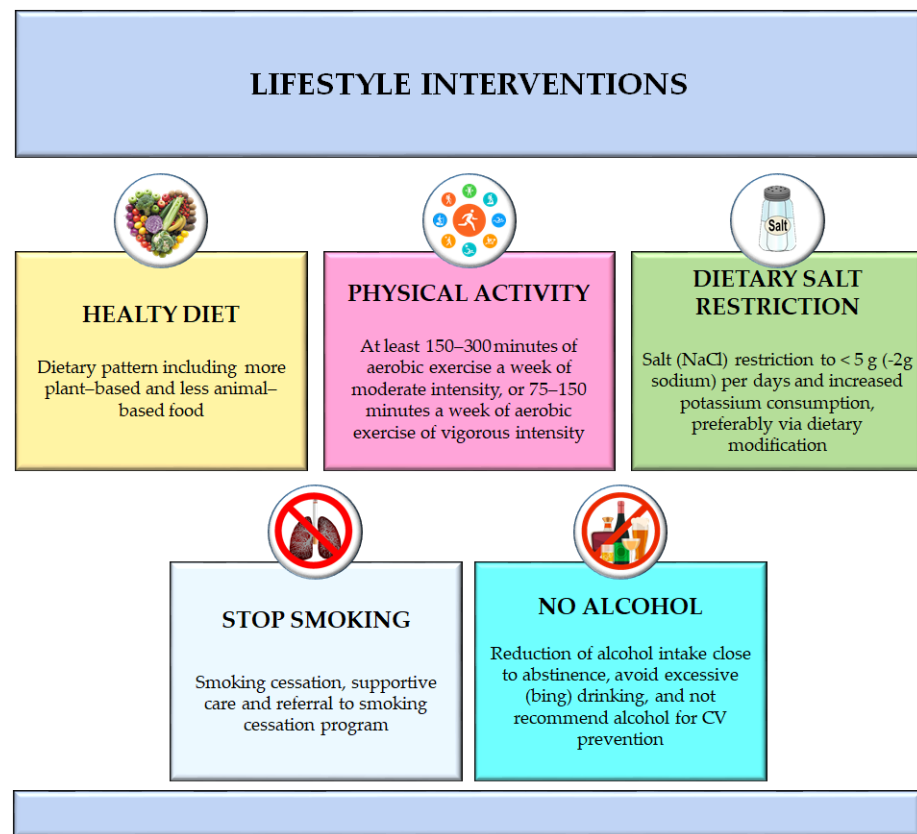 LIFESTYLE INTERVENTIONS
Salt
HEALTY DIET
Dietary pattern including more
plant–based and less animal–
based food
PHYSICAL ACTIVITY
At least 150–300 minutes of
aerobic exercise a week of
moderate intensity, or 75–150
minutes a week of aerobic
exercise of vigorous intensity
DIETARY SALT
RESTRICTION
Salt (NaCl) restriction to < 5 g (-2g
sodium) per days and increased
potassium consumption,
preferably via dietary
modification
STOP SMOKING
Smoking cessation, supportive
care and referral to smoking
cessation program
NO ALCOHOL
Reduction of alcohol intake close
to abstinence, avoid excessive
(bing) drinking, and not
recommend alcohol for CV
prevention